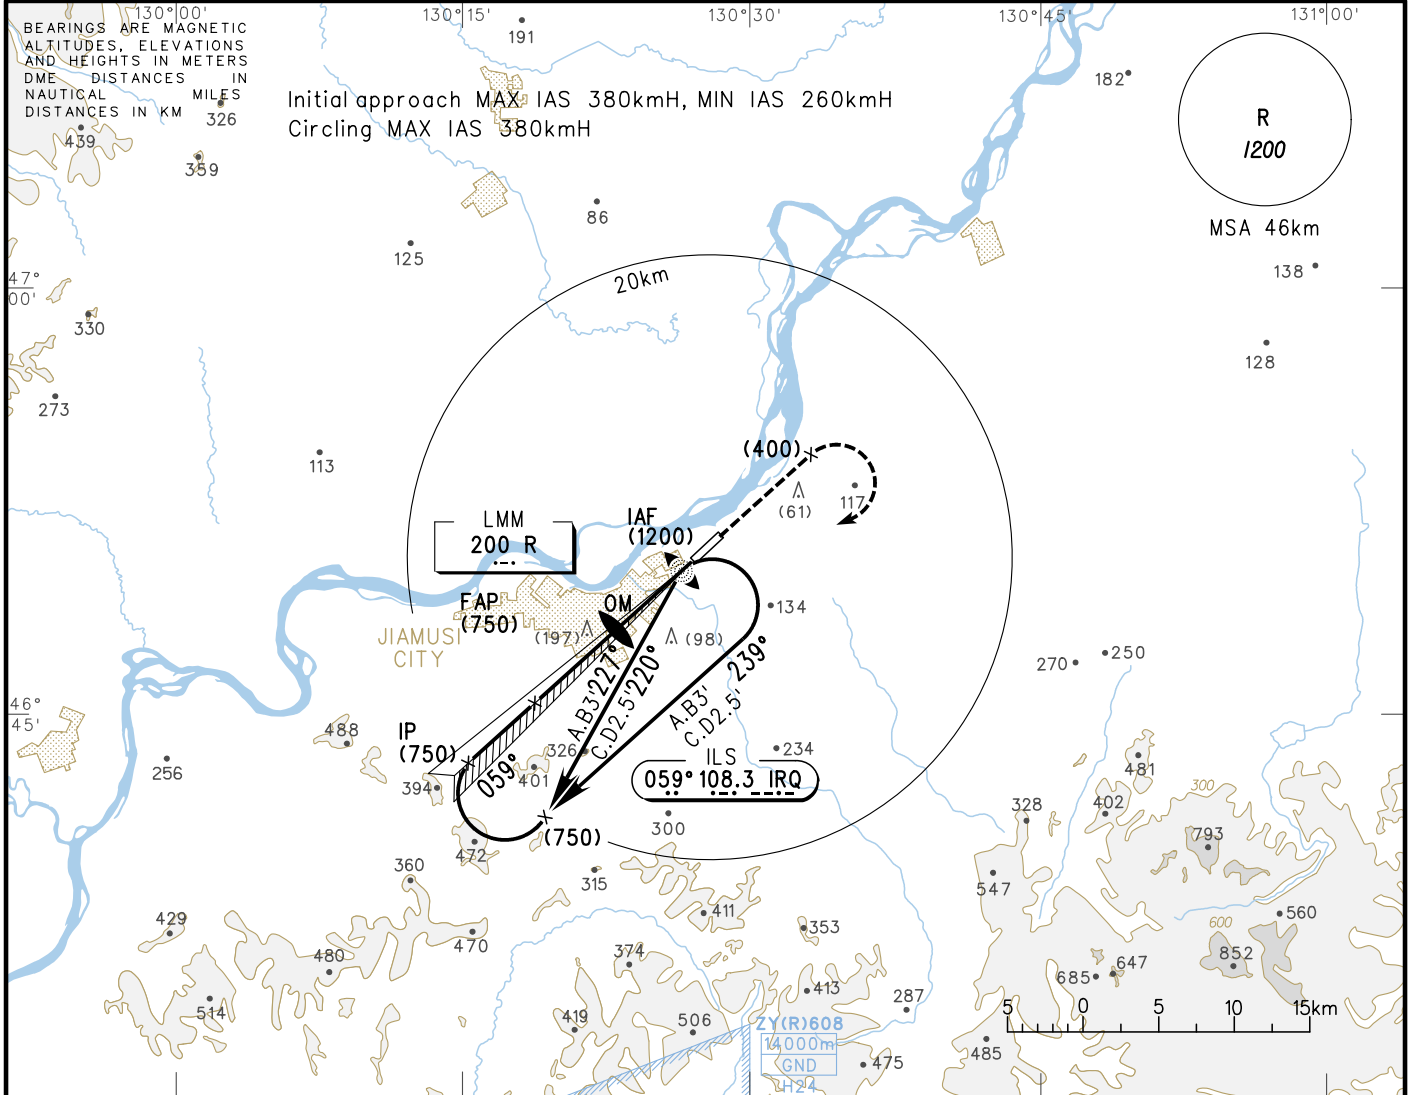 130°00'
130°15'
130°30'
130°45'
131°00'
BEARINGS ARE MAGNETIC
ALTITUDES, ELEVATIONS
AND HEIGHTS IN METERS
DME DISTANCES IN
NAUTICAL MILES
DISTANCES IN KM
Initial approach MAX IAS 380kmH, MIN IAS 260kmH
Circling MAX IAS 380kmH
R
1200
MSA 46km
191
182
326
439
359
86
125
138
47°
00'
20km
330
128
273
(400)
113
117
(61)
LMM
200 R
IAF
(1200)
FAP
(750)
OM
134
(197)
(98)
JIAMUSI
CITY
239°
A.B3'227°
C.D2.5'220°
A.B3'
C.D2.5'
270
250
46°
45'
488
IP
(750)
256
326
234
481
ILS
059° 108.3 IRQ
059°
401
394
300
328
402
300
(750)
793
472
360
315
547
429
411
353
560
470
600
480
374
852
647
685
514
413
287
419
506
5 0 5 10 15km
ZY(R)608
14000m
GND
H24
475
485